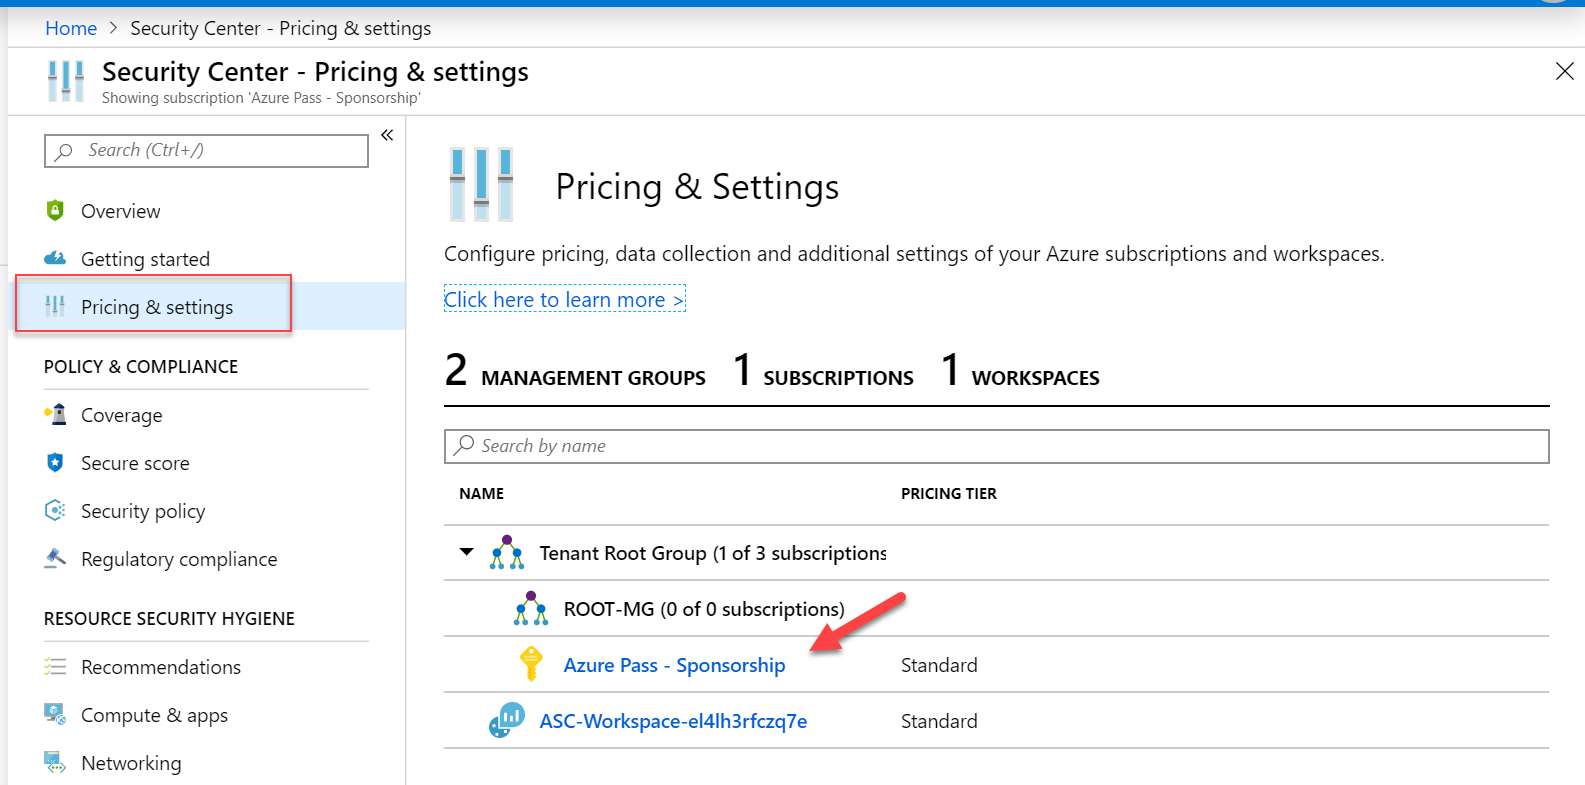 Home > Security Center - Pricing & settings
Security Center - Pricing & settings
Showing subscription 'Azure Pass - Sponsorship'
Search (Ctrl+/)
«
Overview
Getting started
Pricing & settings
POLICY & COMPLIANCE
Coverage
Secure score
Security policy
Regulatory compliance
RESOURCE SECURITY HYGIENE
Recommendations
Compute & apps
Networking
Pricing & Settings
Configure pricing, data collection and additional settings of your Azure subscriptions and workspaces.
Click here to learn more >
2 MANAGEMENT GROUPS 1 SUBSCRIPTIONS 1 WORKSPACES
Search by name
NAME PRICING TIER
Tenant Root Group (1 of 3 subscriptions
ROOT-MG (0 of 0 subscriptions)
Azure Pass - Sponsorship Standard
ASC-Workspace-el4lh3rfczq7e Standard